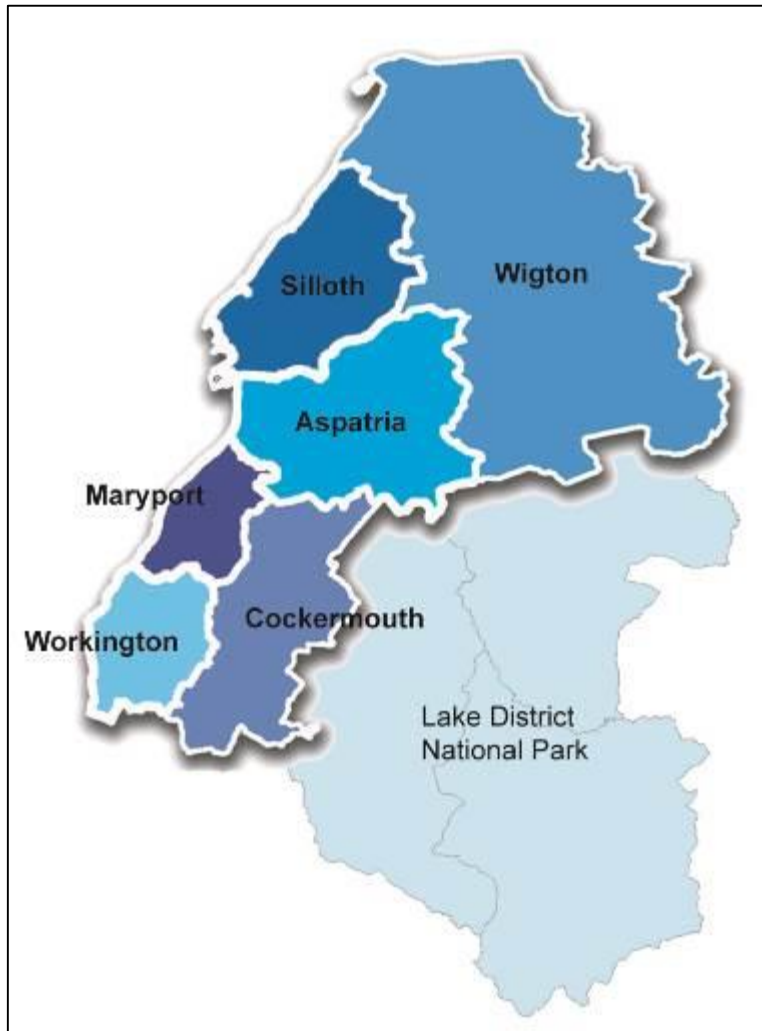 Silloth
Wigton
Aspatria
Maryport
Cockermouth
Workington
Lake District
National Park